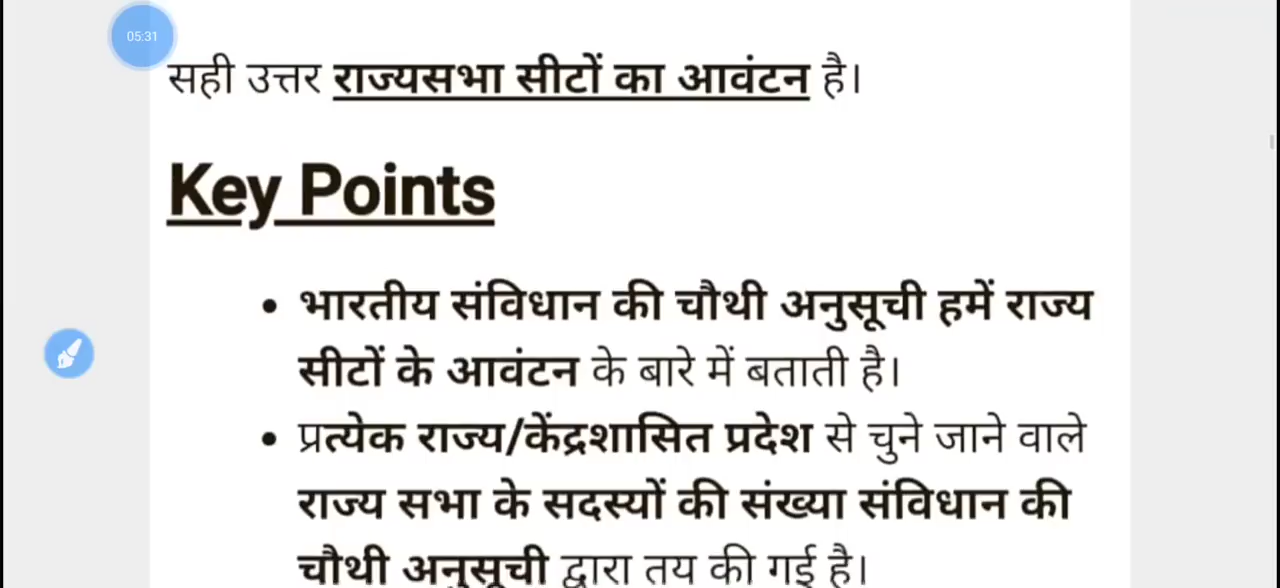 05:31
सही उत्तर राज्यसभा सीटों का आवंटन है।
Key Points
• भारतीय संविधान की चौथी अनुसूची हमें राज्य
सीटों के आवंटन के बारे में बताती है।
• प्रत्येक राज्य/केंद्रशासित प्रदेश से चुने जाने वाले
राज्य सभा के सदस्यों की संख्या संविधान की
चौथी अनुसूची द्वारा तय की गई है।